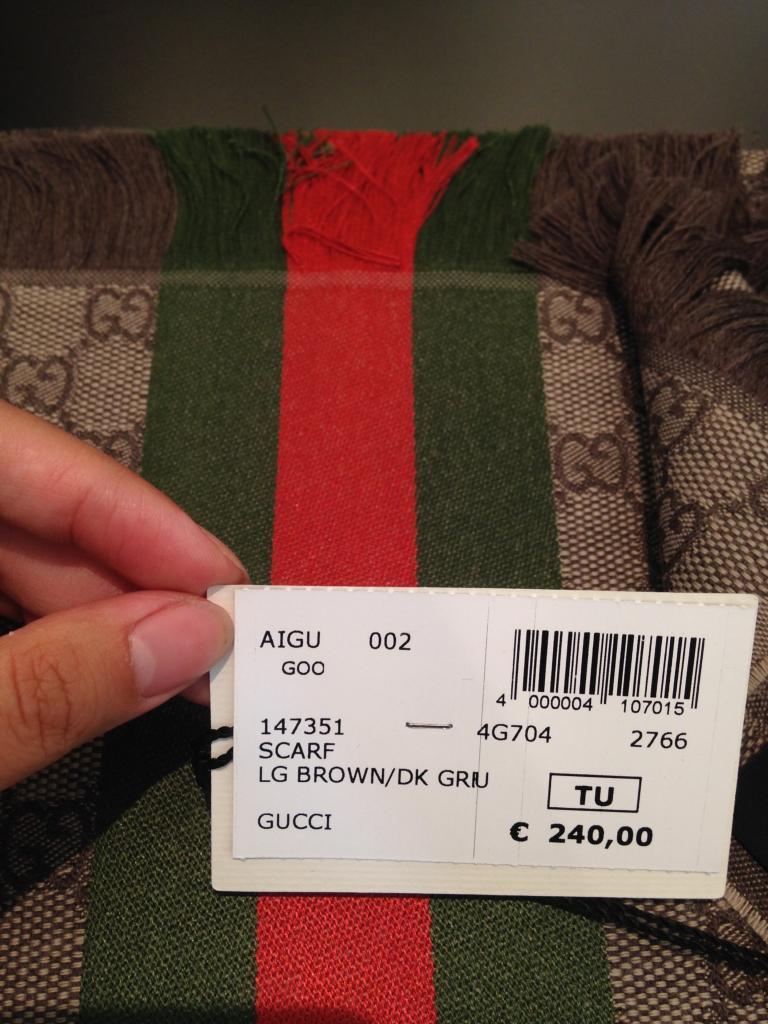 AIGU 002
GOO
4 000004 107015
147351 4G704 2766
SCARF
LG BROWN/DK GRU
TU
GUCCI
€ 240,00